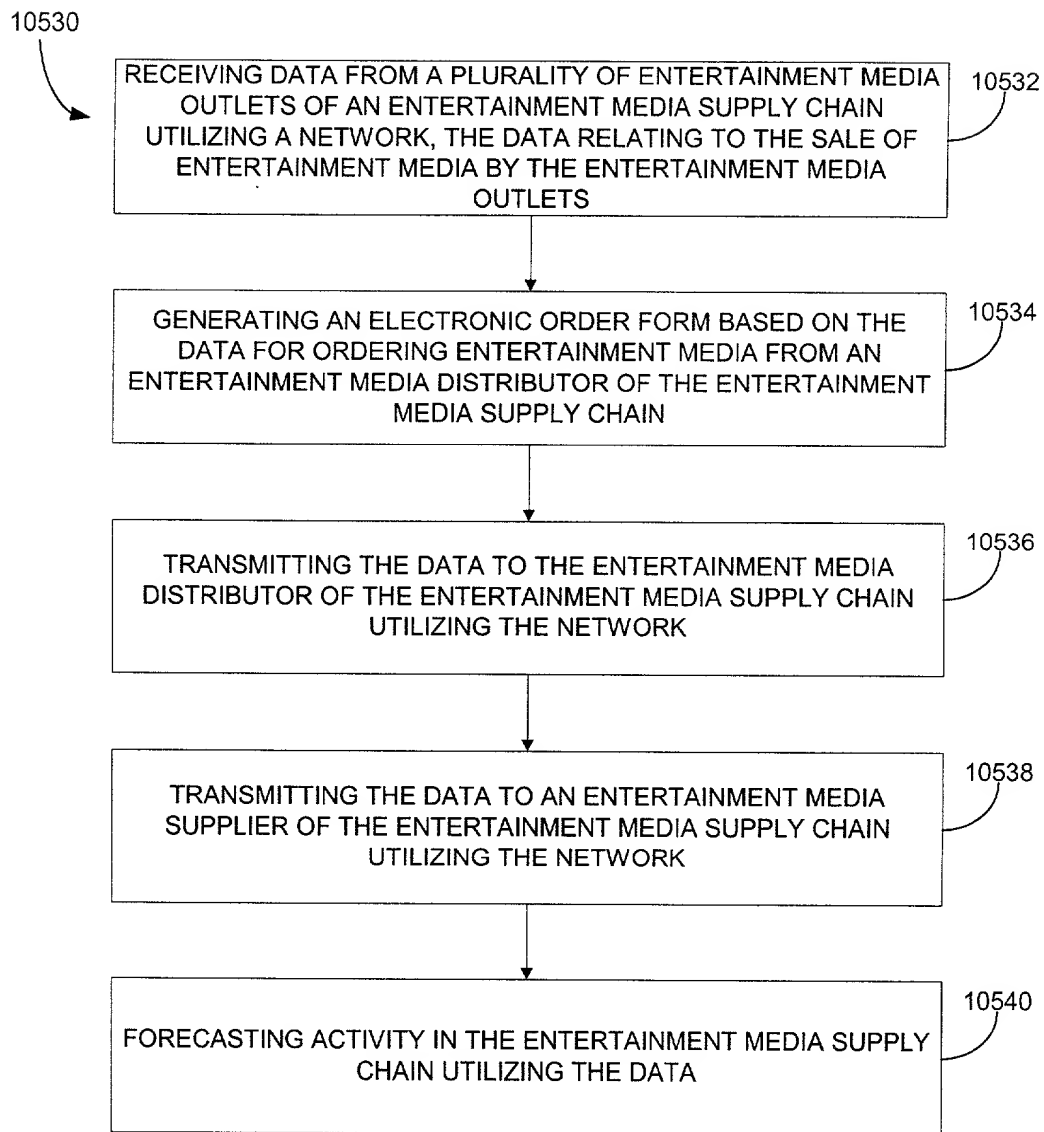 10530
RECEIVING DATA FROM A PLURALITY OF ENTERTAINMENT MEDIA
OUTLETS OF AN ENTERTAINMENT MEDIA SUPPLY CHAIN
UTILIZING A NETWORK, THE DATA RELATING TO THE SALE OF
ENTERTAINMENT MEDIA BY THE ENTERTAINMENT MEDIA
OUTLETS
10532
GENERATING AN ELECTRONIC ORDER FORM BASED ON THE
DATA FOR ORDERING ENTERTAINMENT MEDIA FROM AN
ENTERTAINMENT MEDIA DISTRIBUTOR OF THE ENTERTAINMENT
MEDIA SUPPLY CHAIN
10534
TRANSMITTING THE DATA TO THE ENTERTAINMENT MEDIA
DISTRIBUTOR OF THE ENTERTAINMENT MEDIA SUPPLY CHAIN
UTILIZING THE NETWORK
10536
TRANSMITTING THE DATA TO AN ENTERTAINMENT MEDIA
SUPPLIER OF THE ENTERTAINMENT MEDIA SUPPLY CHAIN
UTILIZING THE NETWORK
10538
FORECASTING ACTIVITY IN THE ENTERTAINMENT MEDIA SUPPLY
CHAIN UTILIZING THE DATA
10540